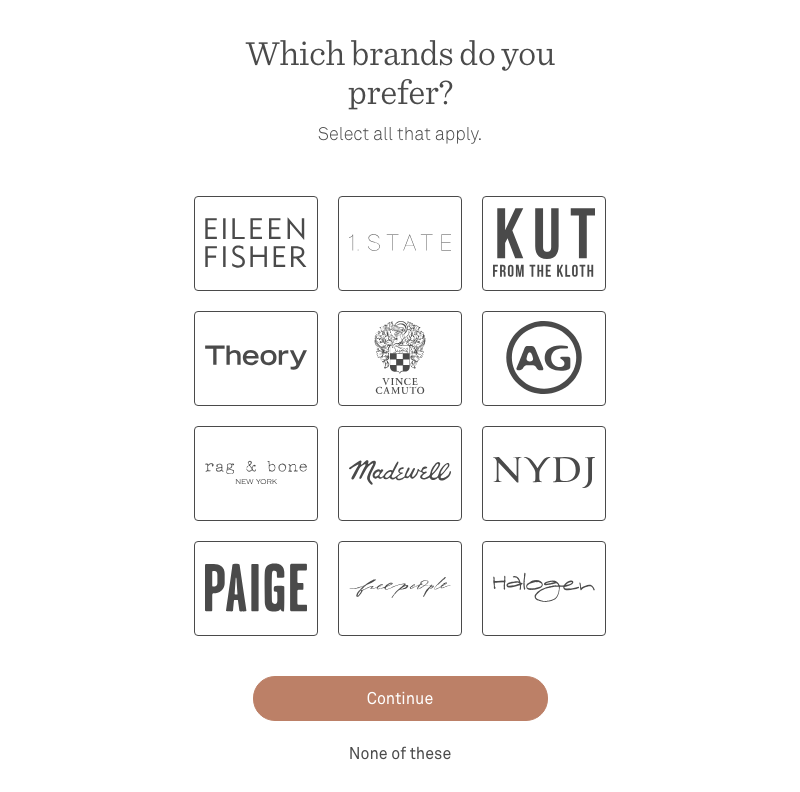 Which brands do you
prefer?
Select all that apply.
EILEEN
FISHER
1. STATE
KUT
FROM THE KLOTH
Theory
VINCE
CAMUTO
AG
rag & bone
NEW YORK
Madewell
NYDJ
PAIGE
free people
Halogen
Continue
None of these